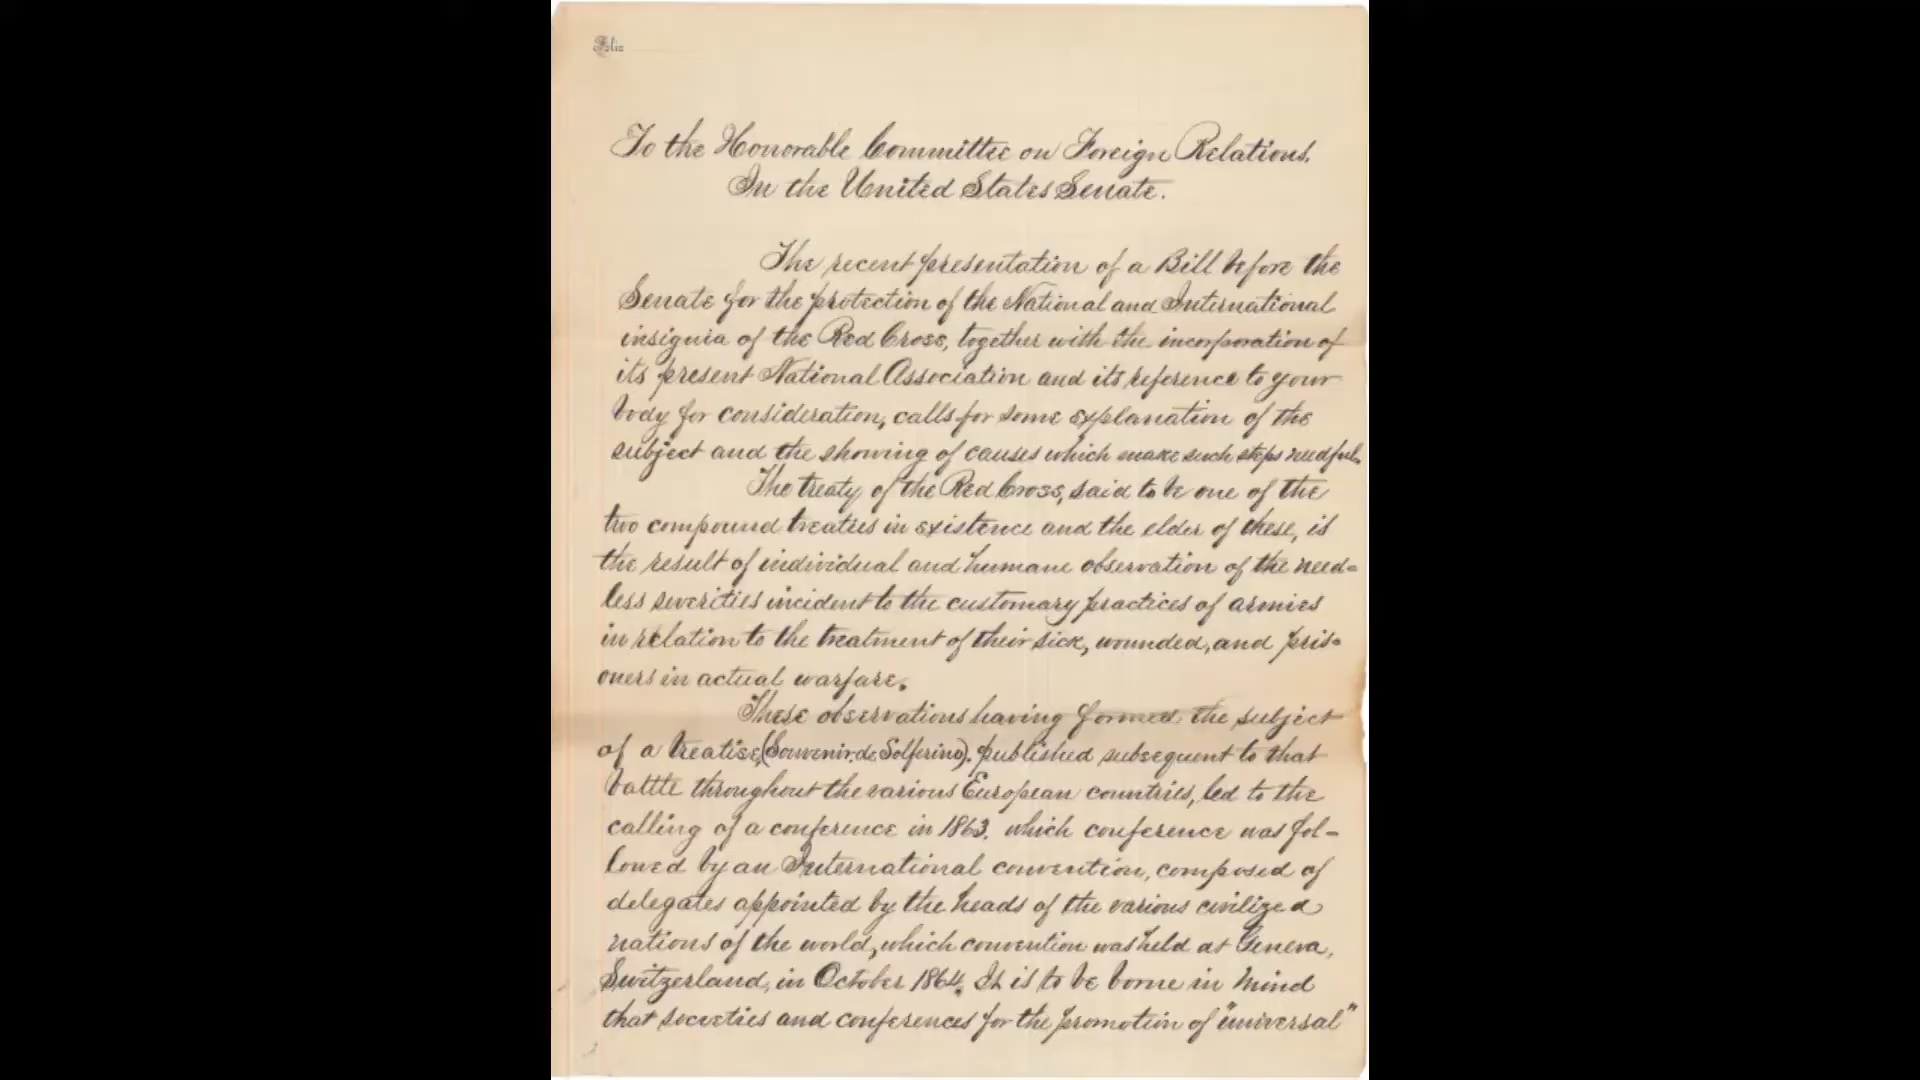 Folio
To the Honorable Committee on Foreign Relations.
In the United States Senate.
The recent presentation of a Bill before the
Senate for the protection of the National and International
insignia of the Red Cross, together with the incorporation of
its present National Association and its reference to your
body for consideration, calls for some explanation of the
subject and the showing of causes which make such steps needful.
The treaty of the Red Cross, said to be one of the
two compound treaties in existence and the elder of these, is
the result of individual and humane observation of the need=
less severities incident to the customary practices of armies
in relation to the treatment of their sick, wounded, and pris=
oners in actual warfare.
These observations having formed the subject
of a treatise, (Souvenir de Solferino). published subsequent to that
battle throughout the various European countries, led to the
calling of a conference in 1863. which conference was fol-
lowed by an International convention, composed of
delegates appointed by the heads of the various civilized
nations of the world, which convention was held at Geneva,
Switzerland, in October 1864. It is to be borne in mind
that societies and conferences for the promotion of "universal"